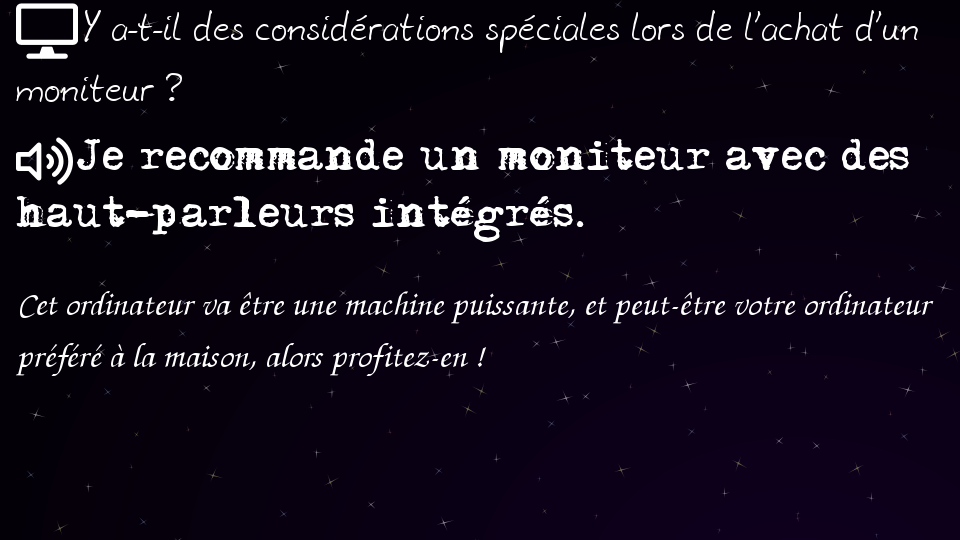 Y a-t-il des considérations spéciales lors de l'achat d'un
moniteur ?
Je recommande un moniteur avec des
haut-parleurs intégrés.
Cet ordinateur va être une machine puissante, et peut-être votre ordinateur
préféré à la maison, alors profitez-en !